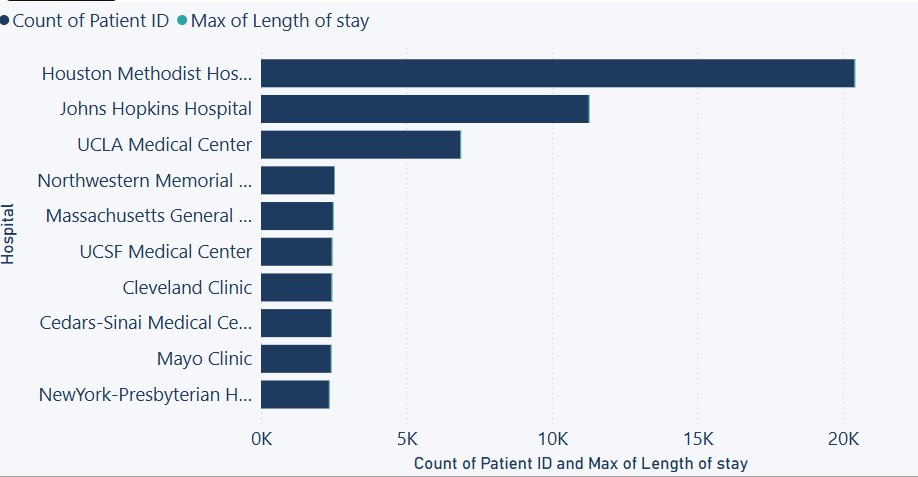 Count of Patient ID Max of Length of stay
Hospital
Houston Methodist Hos...
Johns Hopkins Hospital
UCLA Medical Center
Northwestern Memorial ...
Massachusetts General ...
UCSF Medical Center
Cleveland Clinic
Cedars-Sinai Medical Ce...
Mayo Clinic
NewYork-Presbyterian H...
0K 5K 10K 15K 20K
Count of Patient ID and Max of Length of stay